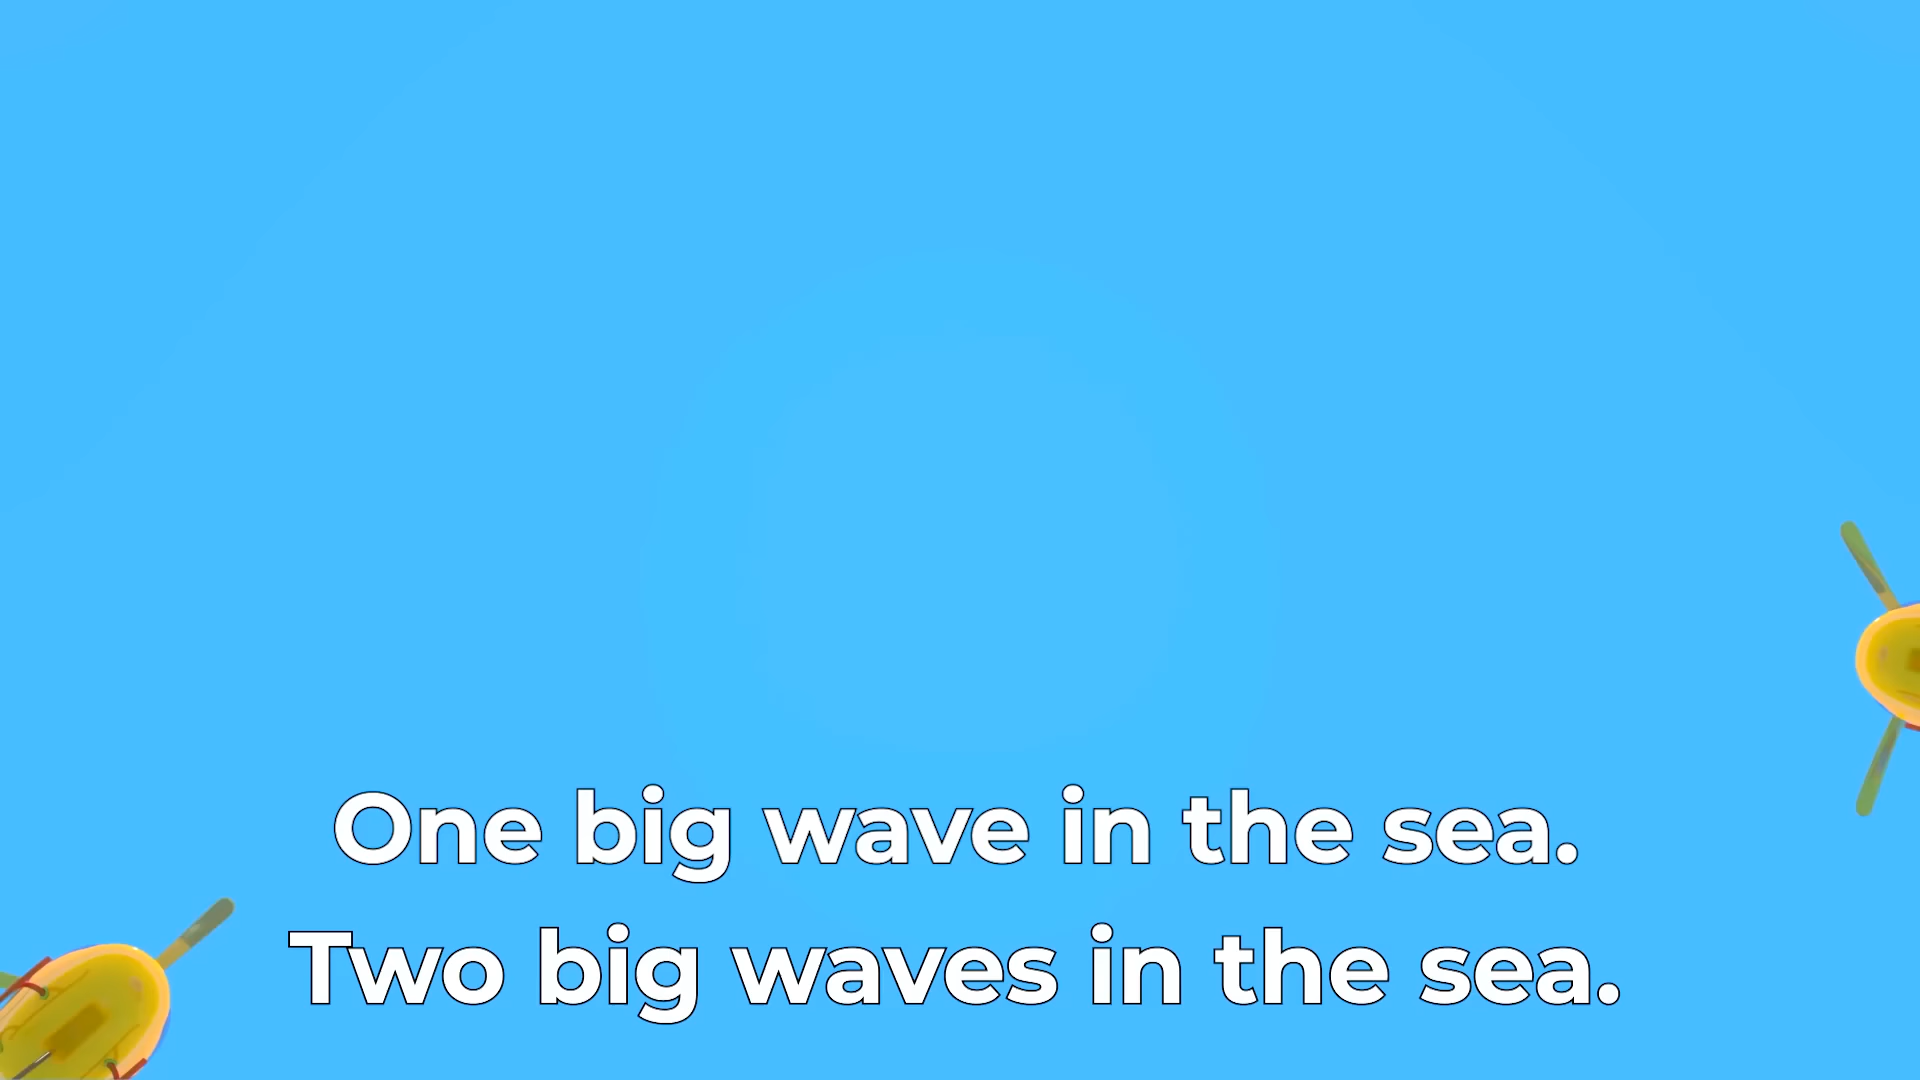 One big wave in the sea.
Two big waves in the sea.